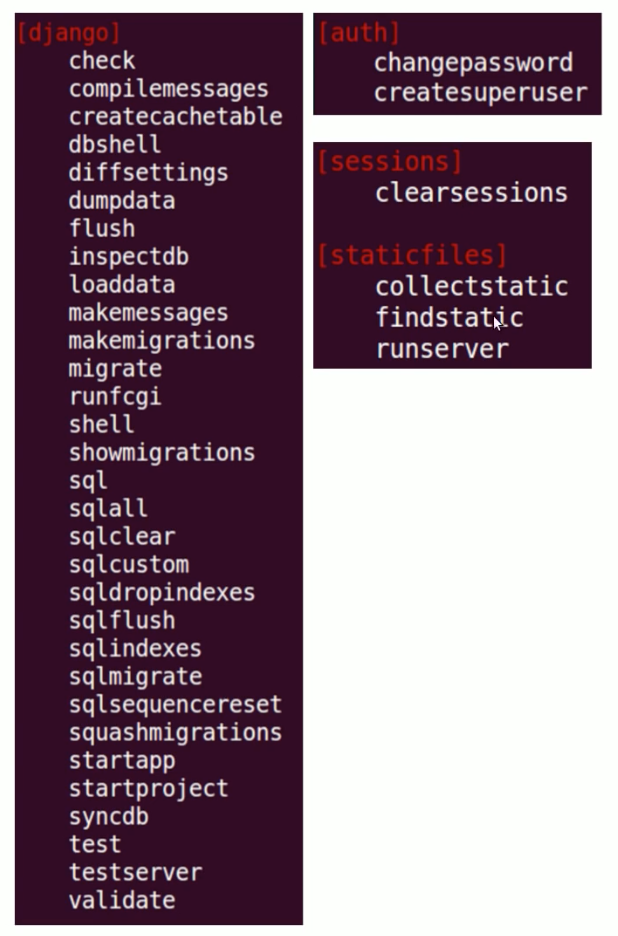 [django]
check
compilemessages
createcachetable
dbshell
diffsettings
dumpdata
flush
inspectdb
loaddata
makemessages
makemigrations
migrate
runfcgi
shell
showmigrations
sql
sqlall
sqlclear
sqlcustom
sqldropindexes
sqlflush
sqlindexes
sqlmigrate
sqlsequencereset
squashmigrations
startapp
startproject
syncdb
test
testserver
validate
[auth]
changepassword
createsuperuser
[sessions]
clearsessions
[staticfiles]
collectstatic
findstatic
runserver